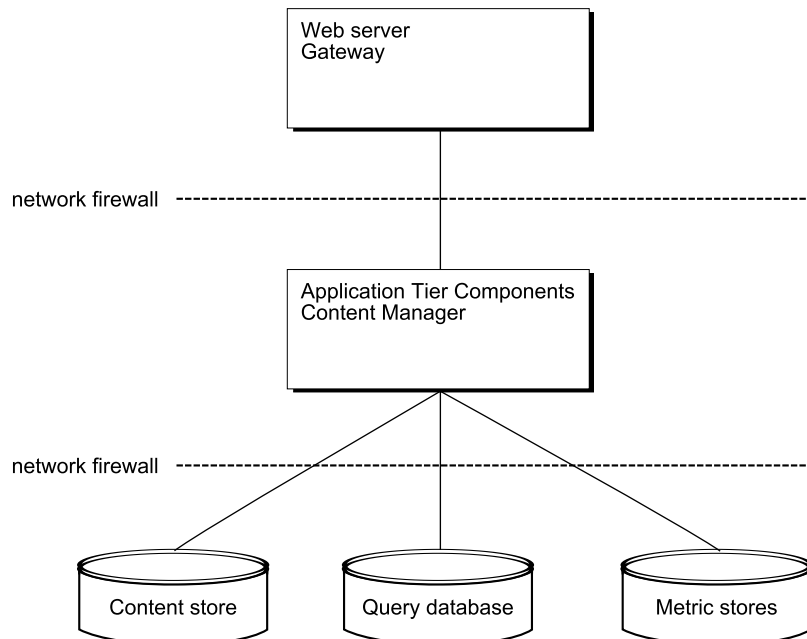 Web server
Gateway
network firewall
Application Tier Components
Content Manager
network firewall
Content store
Query database
Metric stores